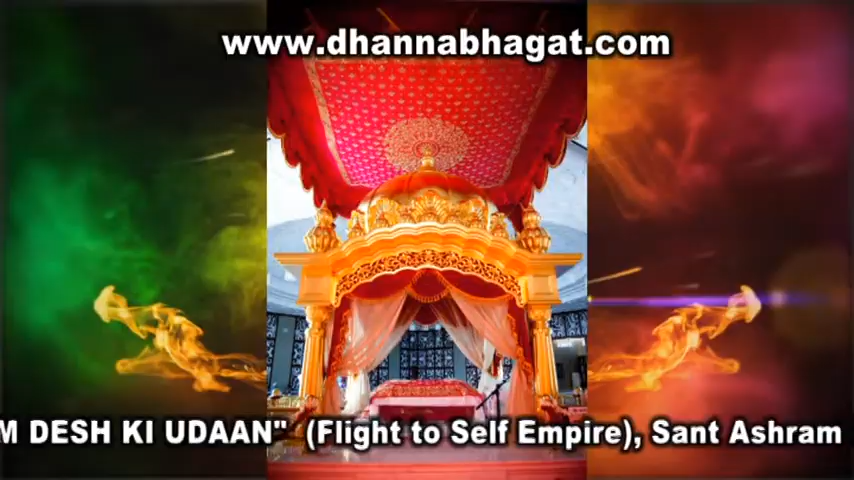 www.dhannabhagat.com
M DESH KI UDAAN" (Flight to Self Empire), Sant Ashram